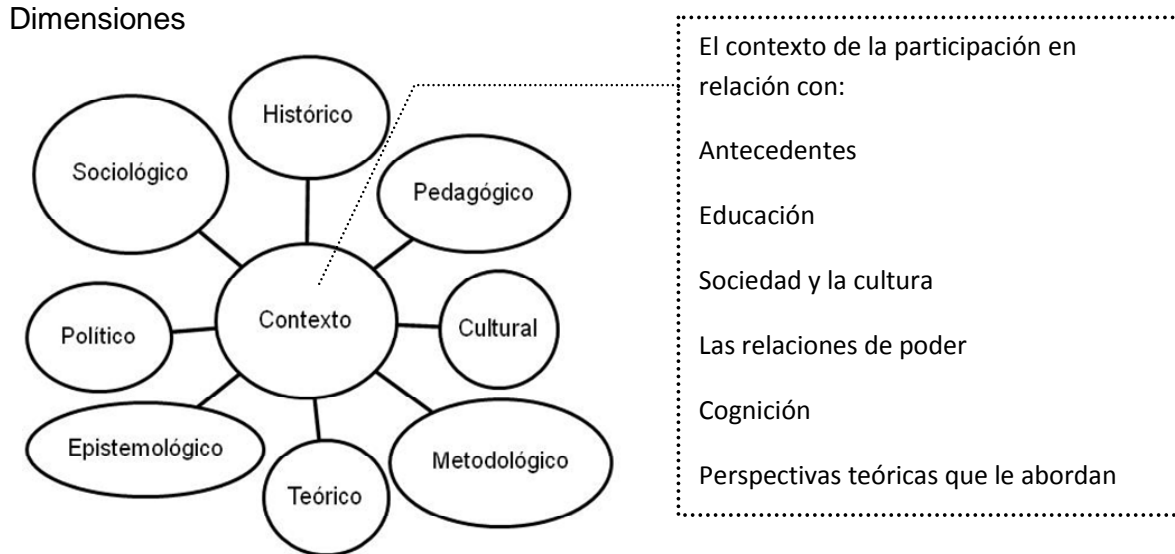 Dimensiones
Histórico
Sociológico
Pedagógico
Político
Contexto
Cultural
Epistemológico
Teórico
Metodológico
El contexto de la participación en
relación con:
Antecedentes
Educación
Sociedad y la cultura
Las relaciones de poder
Cognición
Perspectivas teóricas que le abordan